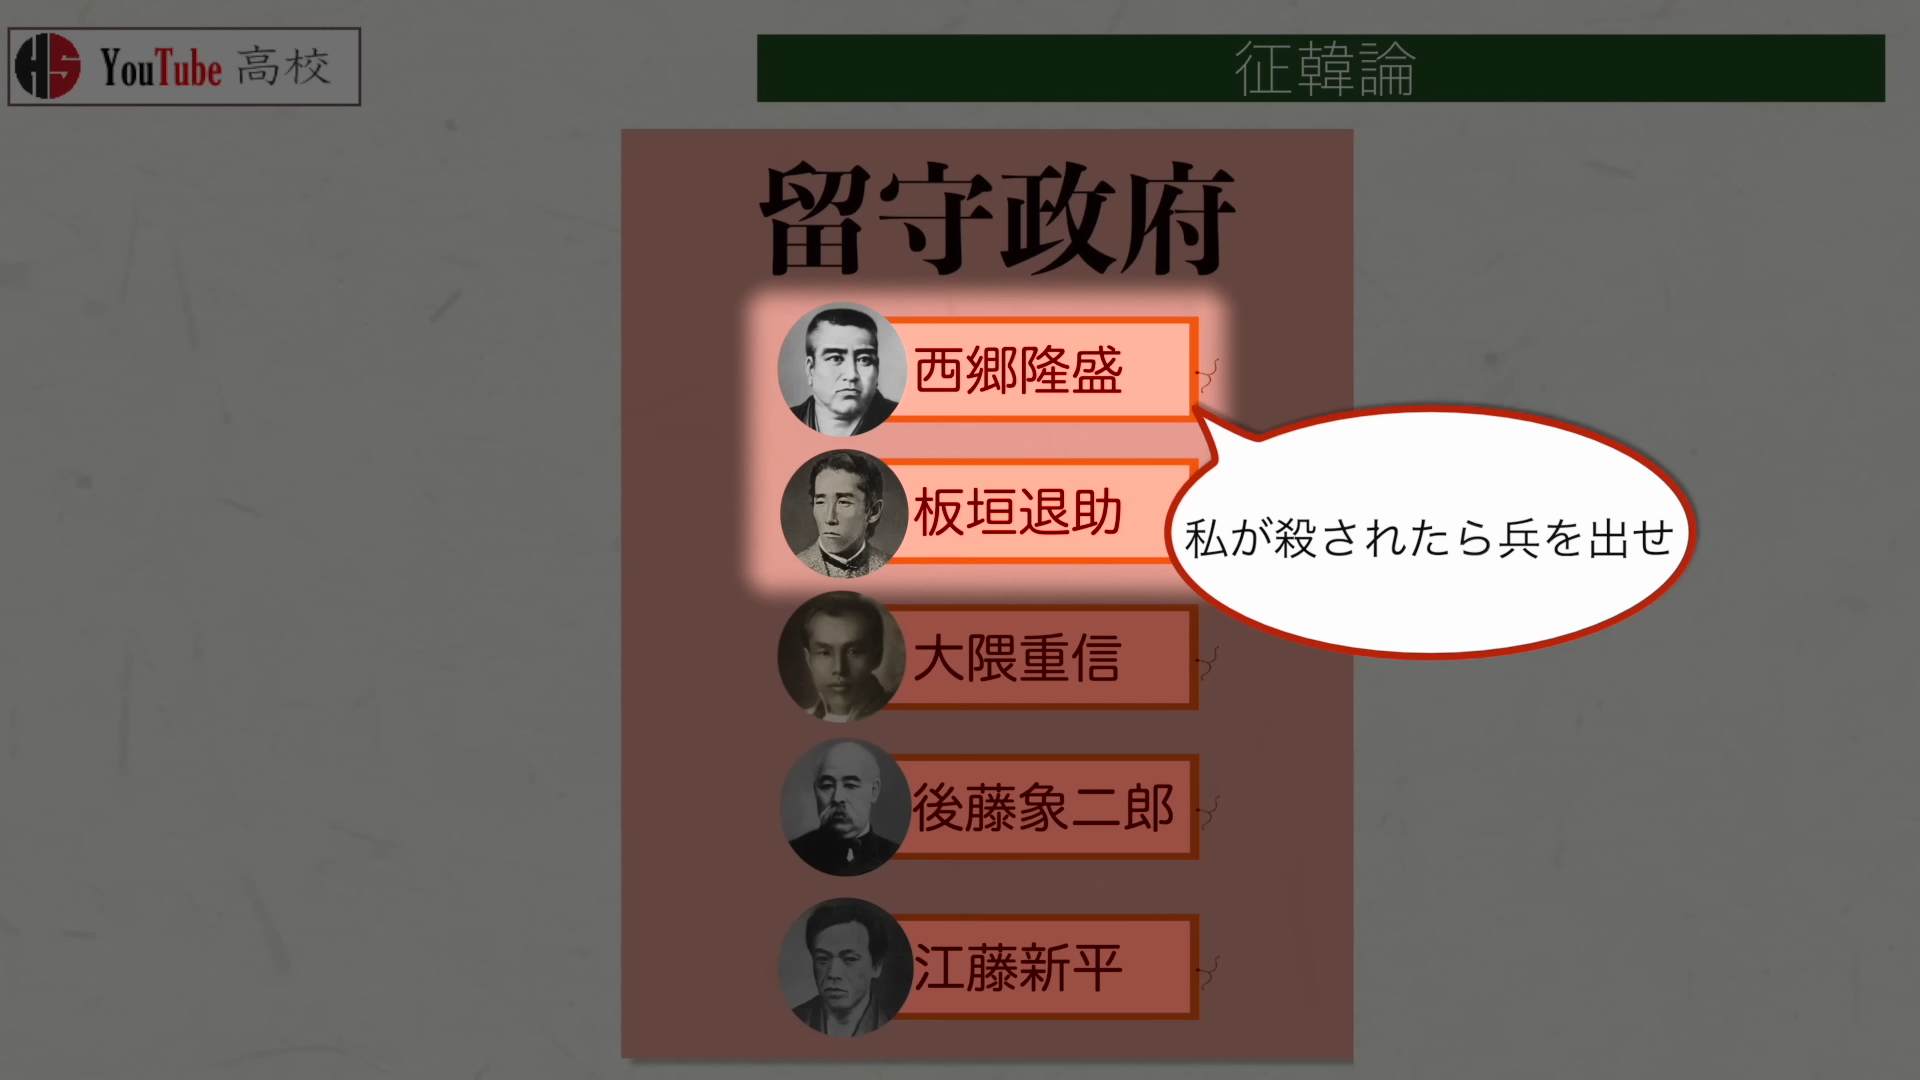 HS YouTube 高校
征韓論
留守政府
西郷隆盛
板垣退助
私が殺されたら兵を出せ
大隈重信
後藤象二郎
江藤新平